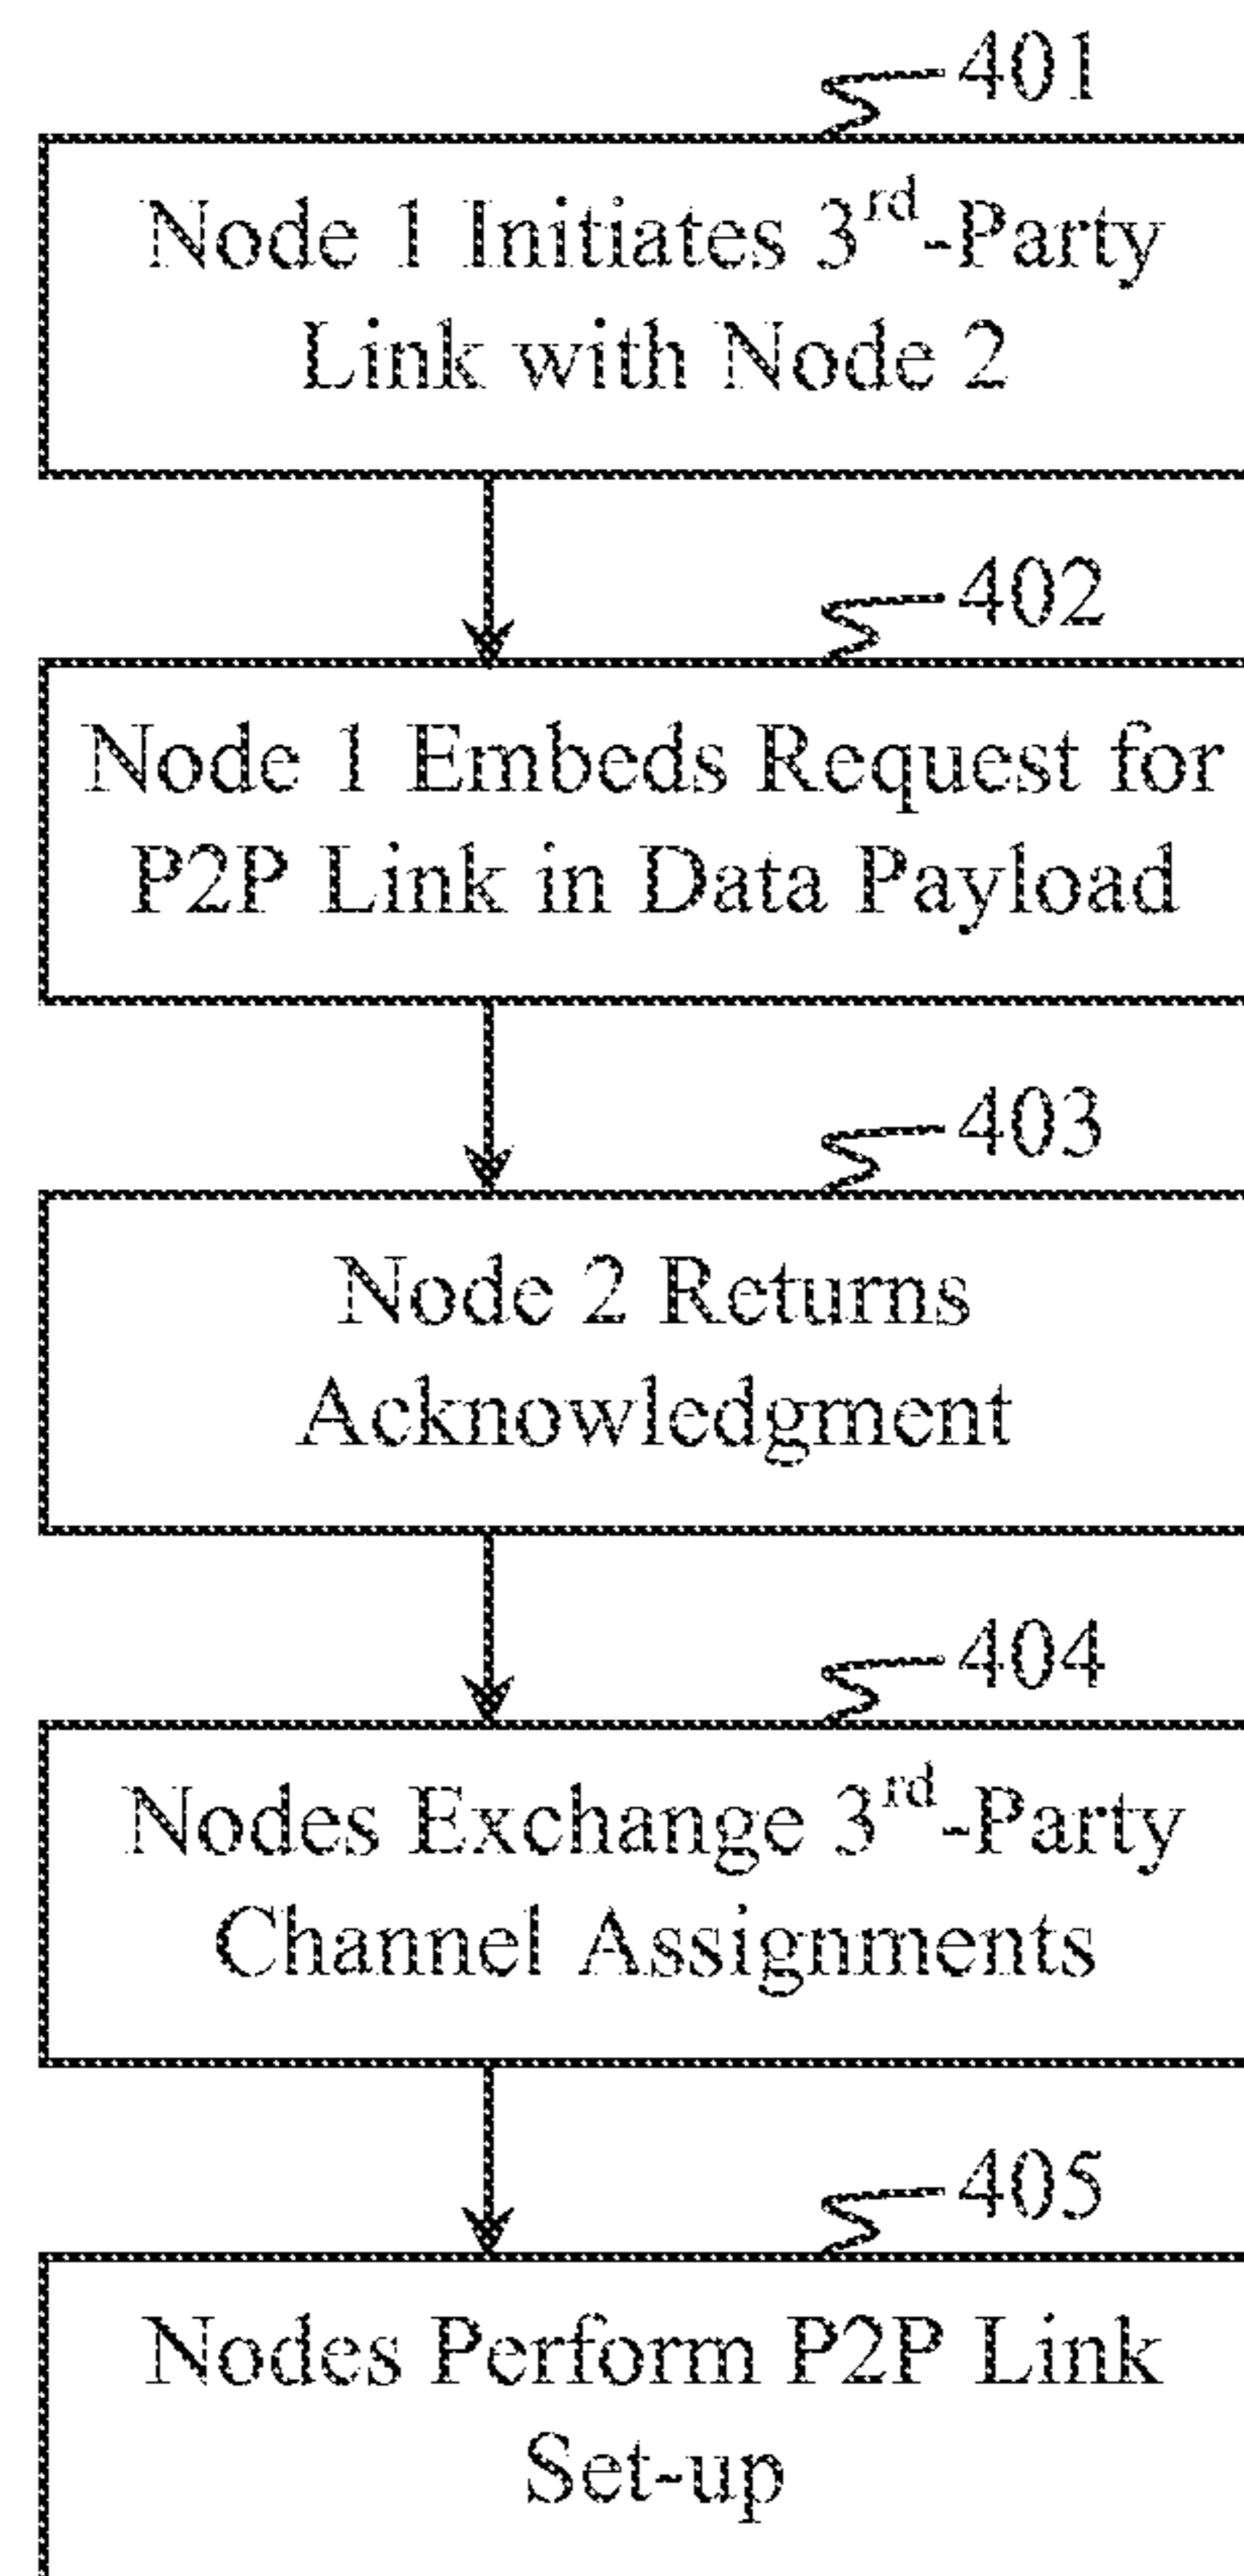 401
Node 1 Initiates 3rd-Party
Link with Node 2
402
Node 1 Embeds Request for
P2P Link in Data Payload
403
Node 2 Returns
Acknowledgment
404
Nodes Exchange 3rd-Party
Channel Assignments
405
Nodes Perform P2P Link
Set-up